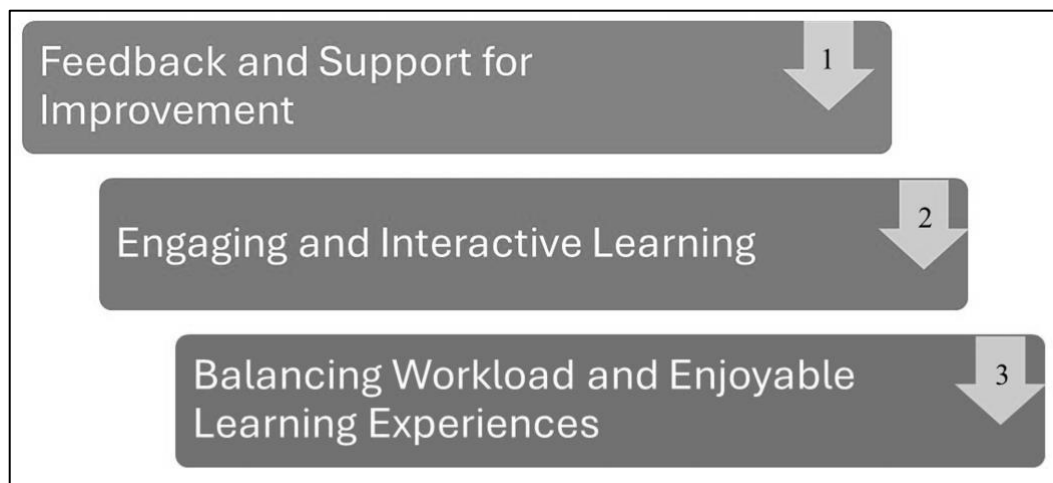 Feedback and Support for
Improvement
1
Engaging and Interactive Learning
2
Balancing Workload and Enjoyable
Learning Experiences
3